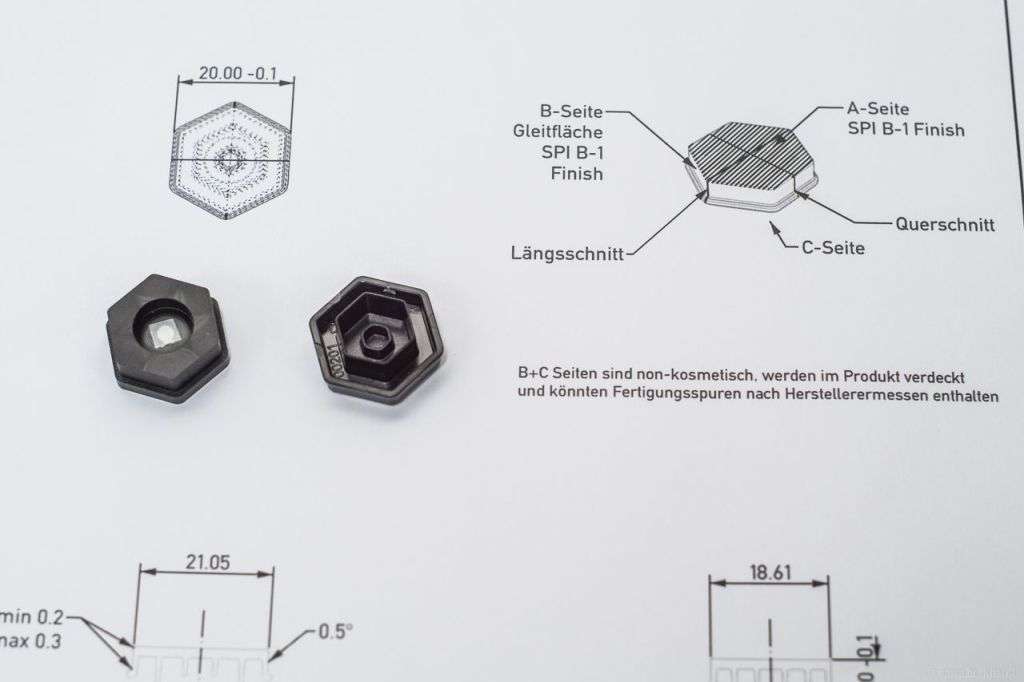 20.00 -0.1
B-Seite
Gleitfläche
SPI B-1
Finish
A-Seite
SPI B-1 Finish
Querschnitt
C-Seite
Längsschnitt
00201
B+C Seiten sind non-kosmetisch, werden im Produkt verdeckt
und könnten Fertigungsspuren nach Herstellerermessen enthalten
21.05
min 0.2
max 0.3
0.5°
18.61
0 -0.1